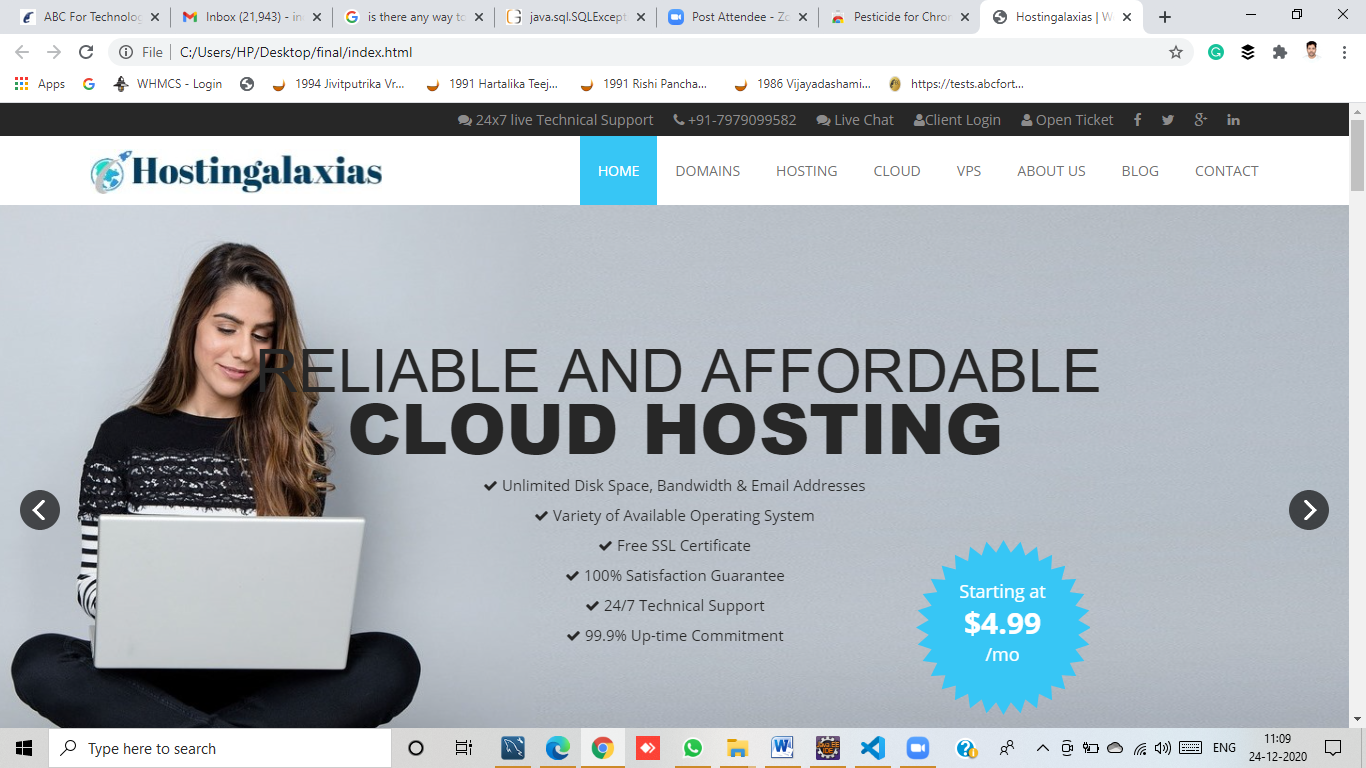 ABC For Technolog
Inbox (21,943) - in
is there any way to
java.sql.SQLExcept
Post Attendee - Zo
Pesticide for Chror
Hostingalaxias | W
File
C:/Users/HP/Desktop/final/index.html
Apps
WHMCS - Login
1994 Jivitputrika Vr...
1991 Hartalika Teej...
1991 Rishi Pancha...
1986 Vijayadashami...
https://tests.abcfort...
24x7 live Technical Support
+91-7979099582
Live Chat
Client Login
Open Ticket
Hostingalaxias
HOME
DOMAINS
HOSTING
CLOUD
VPS
ABOUT US
BLOG
CONTACT
RELIABLE AND AFFORDABLE
CLOUD HOSTING
Unlimited Disk Space, Bandwidth & Email Addresses
Variety of Available Operating System
Free SSL Certificate
100% Satisfaction Guarantee
24/7 Technical Support
99.9% Up-time Commitment
Starting at
$4.99
/mo
Type here to search
ENG
11:09
24-12-2020